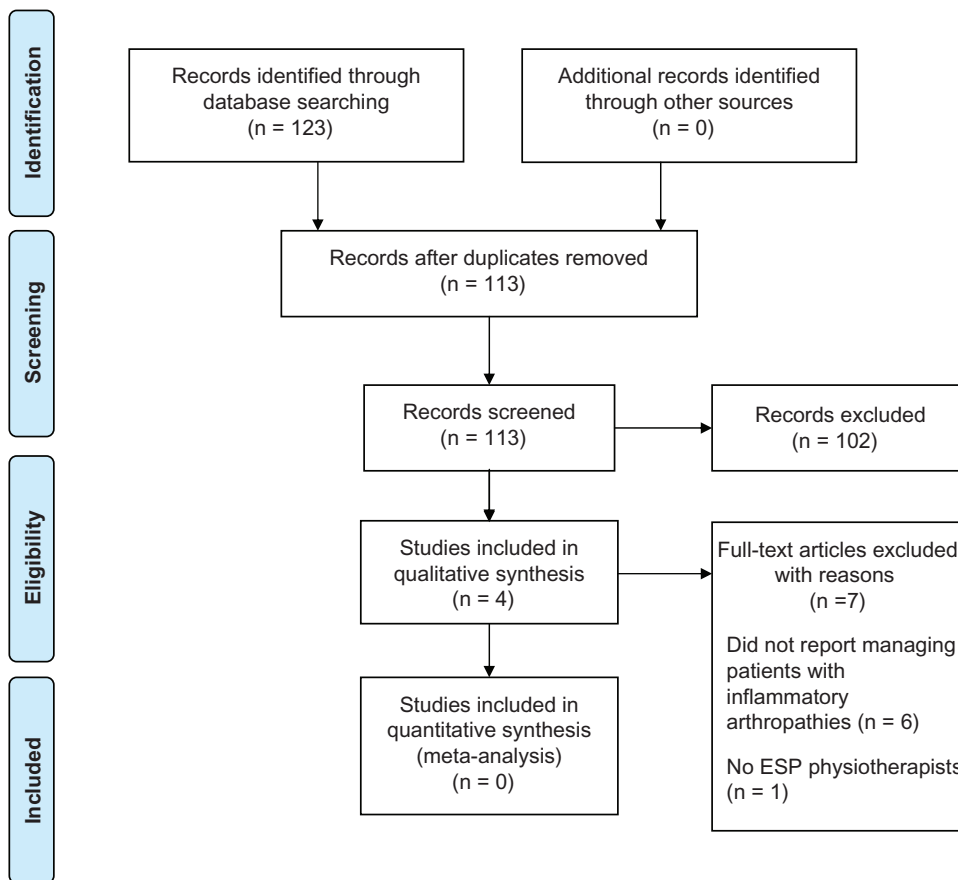 Identification
Records identified through
database searching
(n = 123)
Additional records identified
through other sources
(n = 0)
Screening
Records after duplicates removed
(n = 113)
Records screened
(n = 113)
Records excluded
(n = 102)
Eligibility
Studies included in
qualitative synthesis
(n = 4)
Full-text articles excluded
with reasons
(n =7)
Did not report managing
patients with
inflammatory
arthropathies (n = 6)
No ESP physiotherapists
(n = 1)
Included
Studies included in
quantitative synthesis
(meta-analysis)
(n = 0)